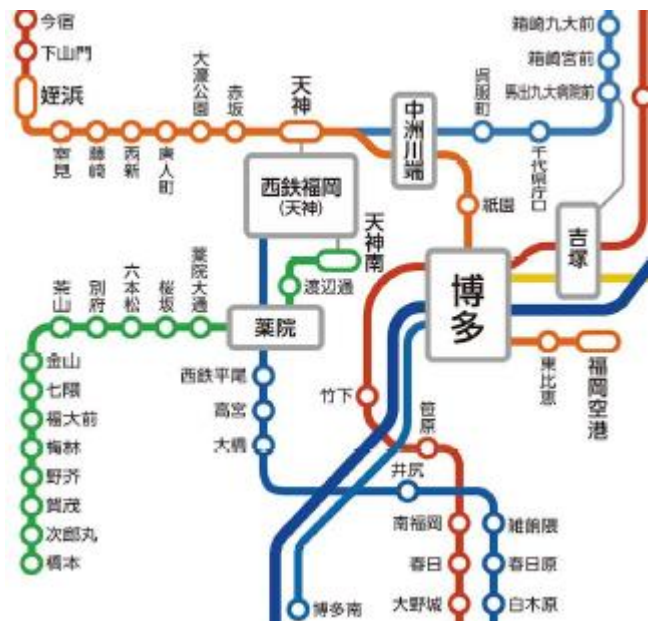 今宿
下山門
姪浜
室見
藤崎
西新
唐人町
大濠公園
赤坂
天神
中洲川端
呉服町
千代県庁口
箱崎九大前
箱崎宮前
馬出九大病院前
西鉄福岡
(天神)
天神南
渡辺通
祇園
博多
吉塚
東比恵
福岡空港
茶山
別府
六本松
桜坂
薬院大通
薬院
金山
七隈
福大前
梅林
野芥
賀茂
次郎丸
橋本
西鉄平尾
高宮
大橋
竹下
笹原
井尻
南福岡
春日
大野城
雑餉隈
春日原
白木原
博多南